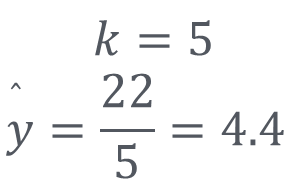 k = 5
ŷ = 22/5 = 4.4